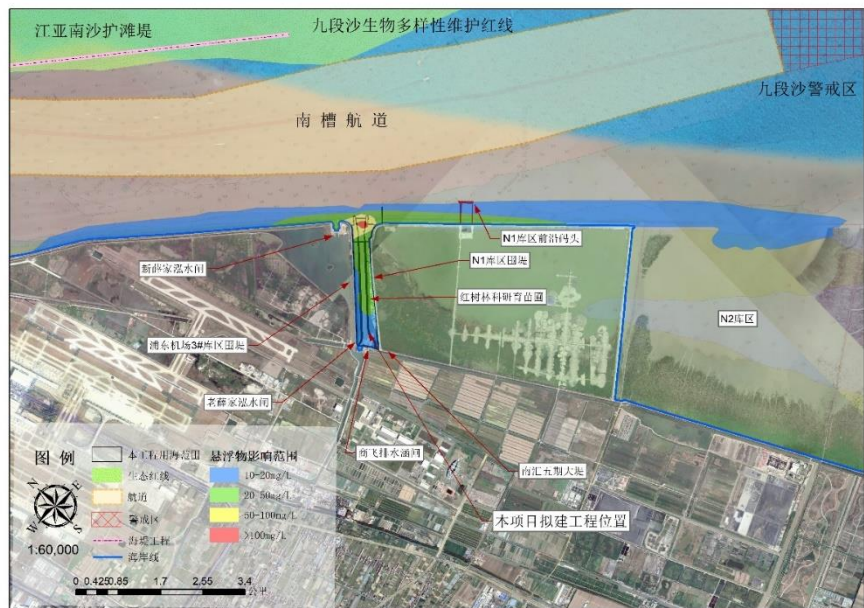 江亚南沙护滩堤
九段沙生物多样性维护红线
九段沙警戒区
南槽航道
N1库区前沿码头
新薛家泓水闸
N1库区围堤
红树林科研育苗圃
N2库区
浦东机场3#库区围堤
老薛家泓水闸
商飞排水涵闸
南汇五期大堤
本项目拟建工程位置
图例
本工程用海范围
生态红线
航道
警戒区
海堤工程
海岸线
悬浮物影响范围
10-20mg/L
20-50mg/L
50-100mg/L
>100mg/L
N
E
S
W
1:60,000
0 0.425 0.85 1.7 2.55 3.4
公里